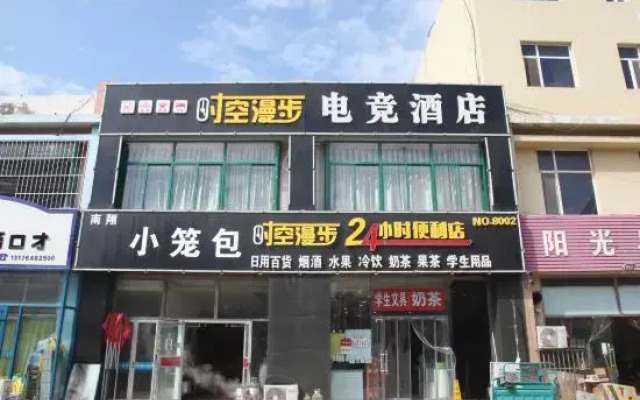 时空漫步 电竞酒店
南翔
小笼包
时空漫步 24小时便利店 NO.8002
日用百货 烟酒 水果 冷饮 奶茶 果茶 学生用品
口才
学生文具 奶茶
阳光